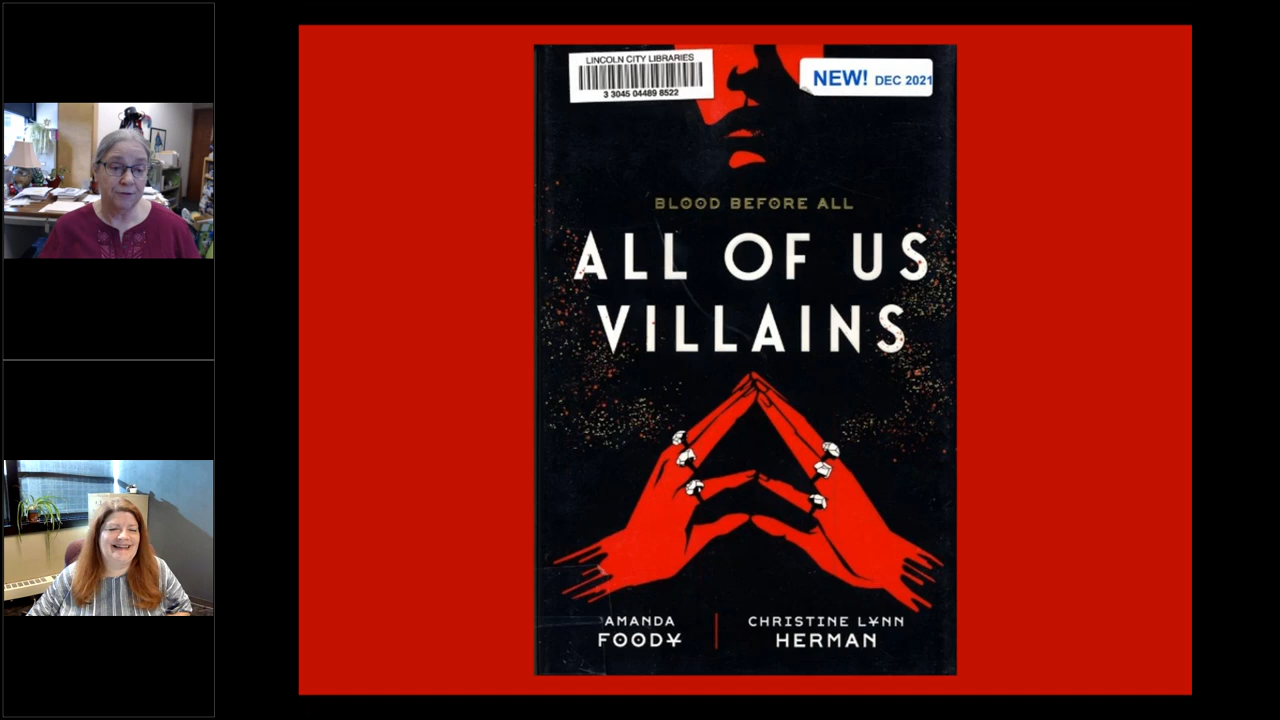 LINCOLN CITY LIBRARIES
3 3045 04489 8522
NEW! DEC 2021
BLOOD BEFORE ALL
ALL OF US
VILLAINS
AMANDA
FOODY
CHRISTINE LYNN
HERMAN